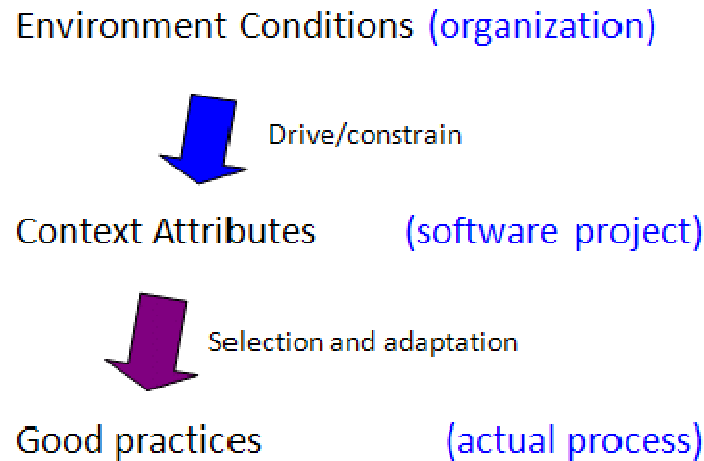 Environment Conditions (organization)
Drive/constrain
Context Attributes (software project)
Selection and adaptation
Good practices (actual process)